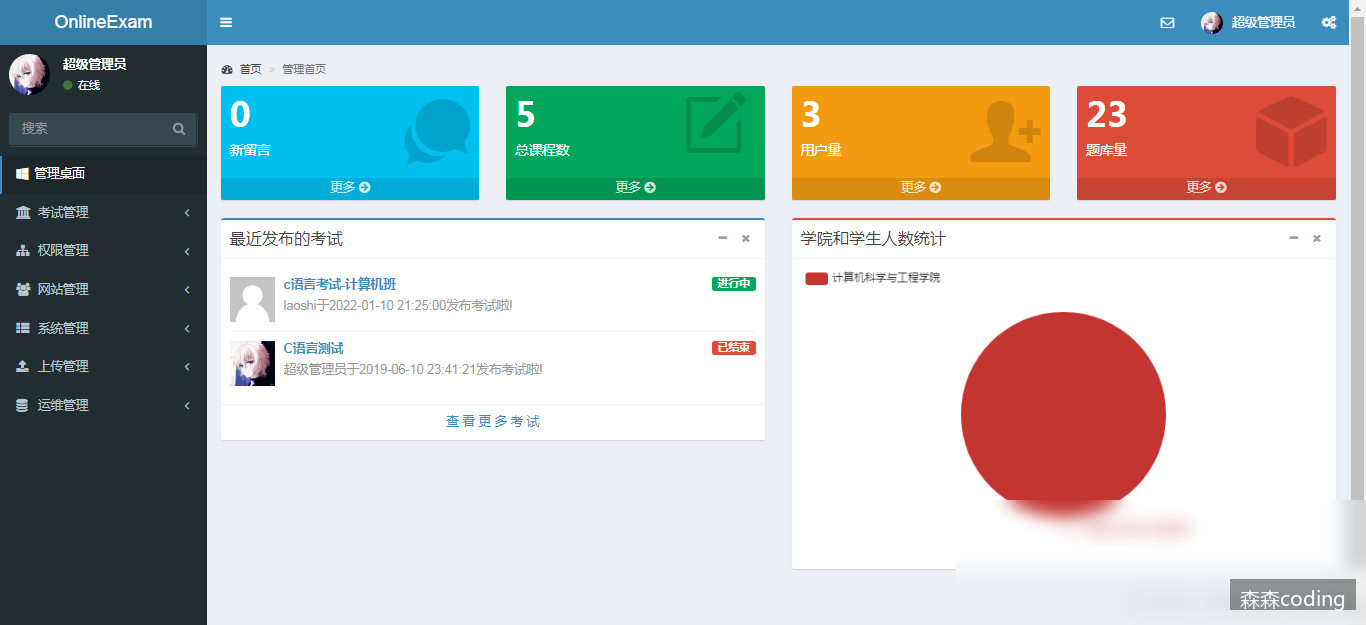 OnlineExam
超级管理员
超级管理员
在线
搜索
管理桌面
考试管理
权限管理
网站管理
系统管理
上传管理
运维管理
首页 > 管理首页
0
新留言
更多
5
总课程数
更多
3
用户量
更多
23
题库量
更多
最近发布的考试
c语言考试-计算机班
进行中
laoshi于2022-01-10 21:25:00发布考试啦!
C语言测试
已结束
超级管理员于2019-06-10 23:41:21发布考试啦!
查看更多考试
学院和学生人数统计
计算机科学与工程学院
森森coding